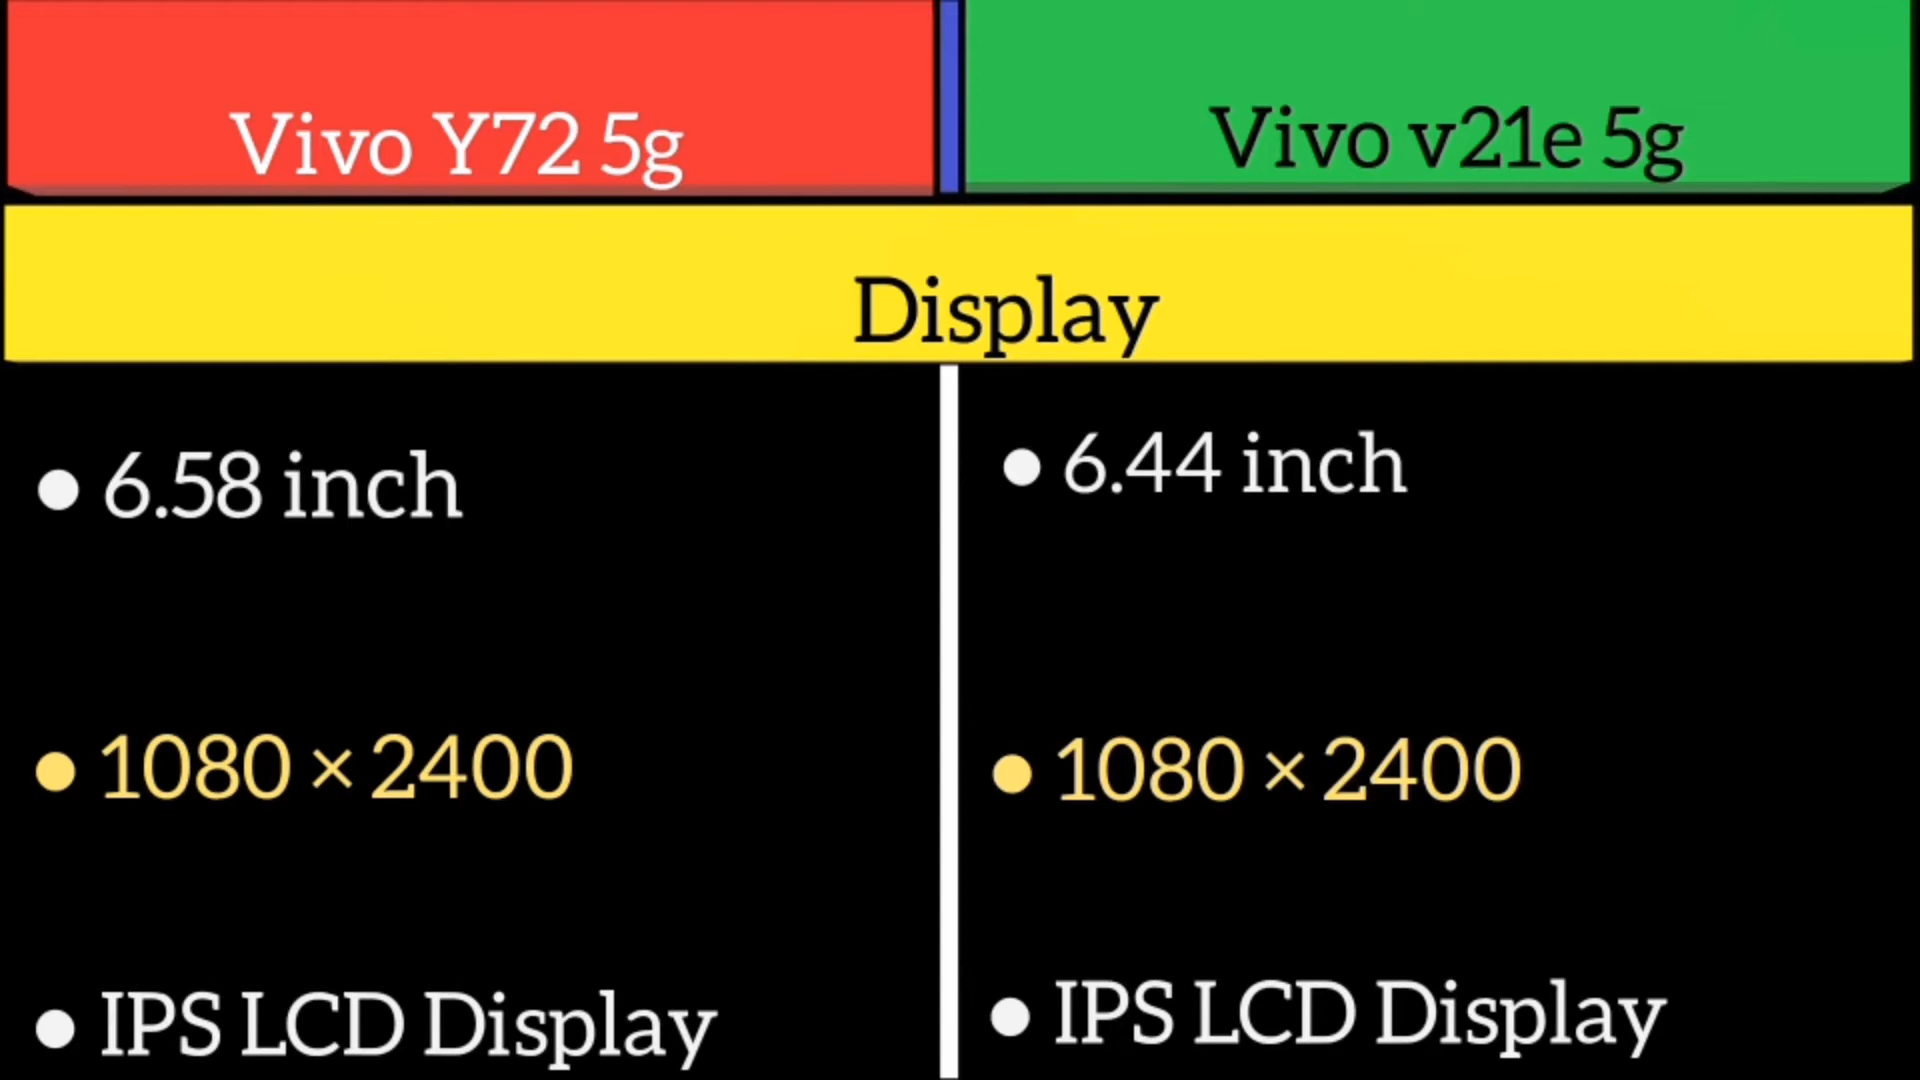 Vivo Y72 5g
Vivo v21e 5g
Display
• 6.58 inch
• 6.44 inch
• 1080 × 2400
• 1080 × 2400
• IPS LCD Display
• IPS LCD Display